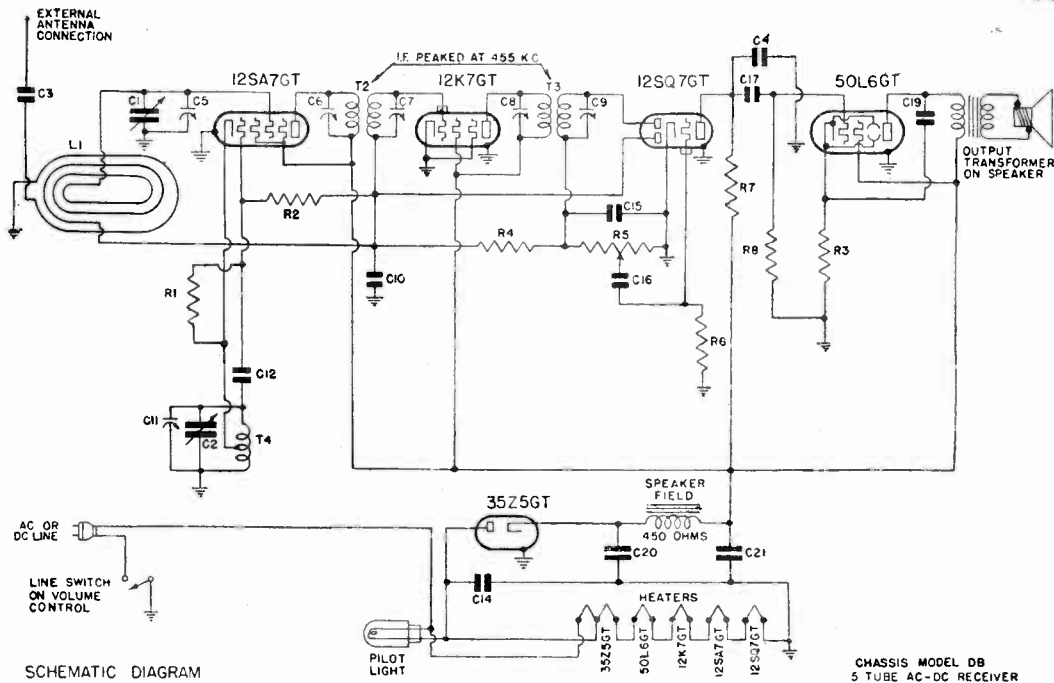 EXTERNAL
ANTENNA
CONNECTION
C3
I.F. PEAKED AT 455 KC
12SA7GT
T2
12K7GT
T3
12SQ7GT
C4
C17
50L6GT
C19
C1
C5
C6
C7
C8
C9
L1
OUTPUT
TRANSFORMER
ON SPEAKER
R7
R2
C15
R4
R5
R8
R3
C10
C16
R1
R6
C12
C11
C2
T4
SPEAKER
FIELD
35Z5GT
450 OHMS
AC OR
DC LINE
C20
C21
LINE SWITCH
ON VOLUME
CONTROL
C14
HEATERS
35Z5GT
50L6GT
12K7GT
12SA7GT
12SQ7GT
PILOT
LIGHT
SCHEMATIC DIAGRAM
CHASSIS MODEL DB
5 TUBE AC-DC RECEIVER